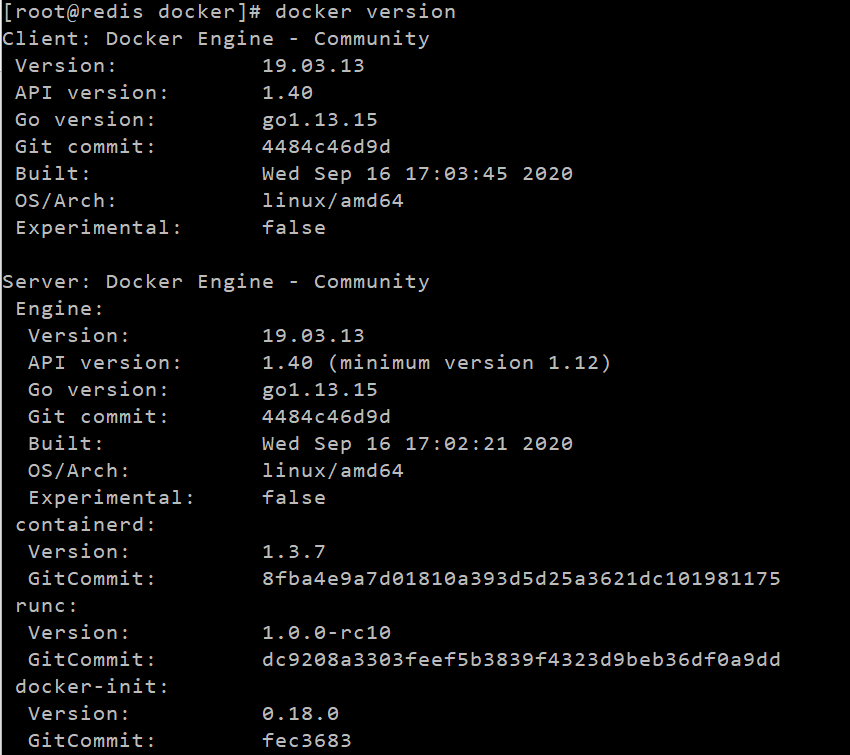 [root@redis docker]# docker version
Client: Docker Engine - Community
 Version:           19.03.13
 API version:       1.40
 Go version:        go1.13.15
 Git commit:        4484c46d9d
 Built:             Wed Sep 16 17:03:45 2020
 OS/Arch:           linux/amd64
 Experimental:      false

Server: Docker Engine - Community
 Engine:
  Version:          19.03.13
  API version:      1.40 (minimum version 1.12)
  Go version:       go1.13.15
  Git commit:       4484c46d9d
  Built:            Wed Sep 16 17:02:21 2020
  OS/Arch:          linux/amd64
  Experimental:     false
 containerd:
  Version:          1.3.7
  GitCommit:        8fba4e9a7d01810a393d5d25a3621dc101981175
 runc:
  Version:          1.0.0-rc10
  GitCommit:        dc9208a3303feef5b3839f4323d9beb36df0a9dd
 docker-init:
  Version:          0.18.0
  GitCommit:        fec3683